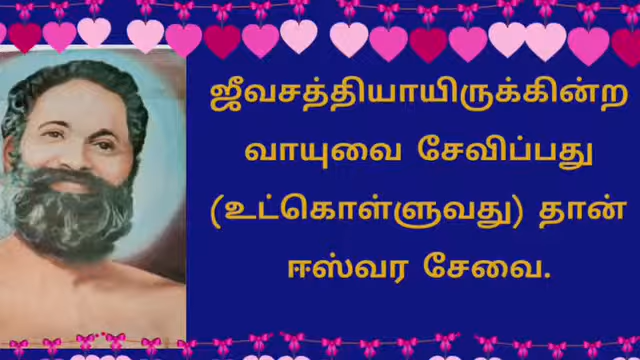 ஜீவசத்தியாயிருக்கின்ற
வாயுவை சேவிப்பது
(உட்கொள்ளுவது) தான்
ஈஸ்வர சேவை.